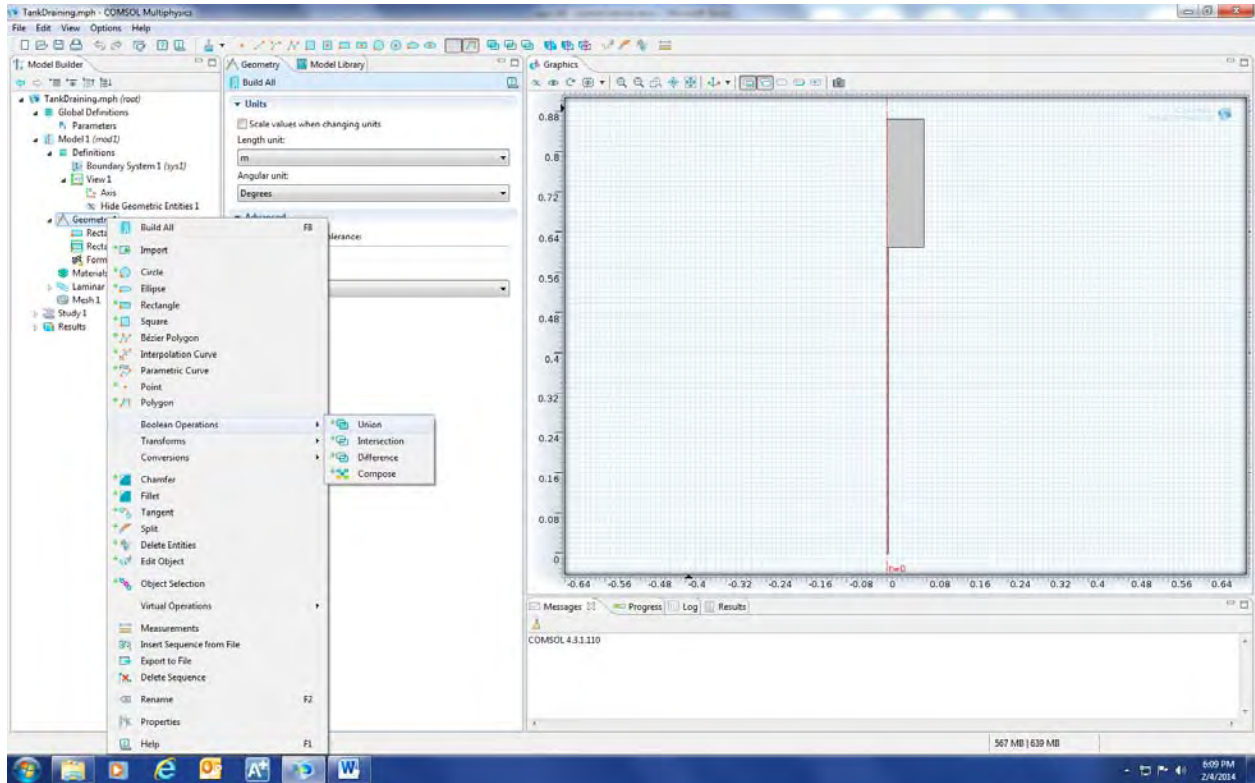 TankDraining.mph - COMSOL Multiphysics
File Edit View Options Help
Model Builder
TankDraining.mph (root)
Global Definitions
Parameters
Model 1 (mod1)
Definitions
Boundary System 1 (sys1)
View 1
Axis
Hide Geometric Entities 1
Geometr
Recta
Recta
Form
Materials
Laminar
Mesh 1
Study 1
Results
Geometry Model Library
Build All
Units
Scale values when changing units
Length unit:
m
Angular unit:
Degrees
Advanced
lerance:
Build All F8
Import
Circle
Ellipse
Rectangle
Square
Bézier Polygon
Interpolation Curve
Parametric Curve
Point
Polygon
Boolean Operations
Transforms
Conversions
Chamfer
Fillet
Tangent
Split
Delete Entities
Edit Object
Object Selection
Virtual Operations
Measurements
Insert Sequence from File
Export to File
Delete Sequence
Rename F2
Properties
Help F1
Union
Intersection
Difference
Compose
Graphics
0.88
0.8
0.72
0.64
0.56
0.48
0.4
0.32
0.24
0.16
0.08
0
r=0
-0.64 -0.56 -0.48 -0.4 -0.32 -0.24 -0.16 -0.08 0 0.08 0.16 0.24 0.32 0.4 0.48 0.56 0.64
Messages Progress Log Results
COMSOL 4.3.1.110
567 MB | 639 MB
6:09 PM
2/4/2014